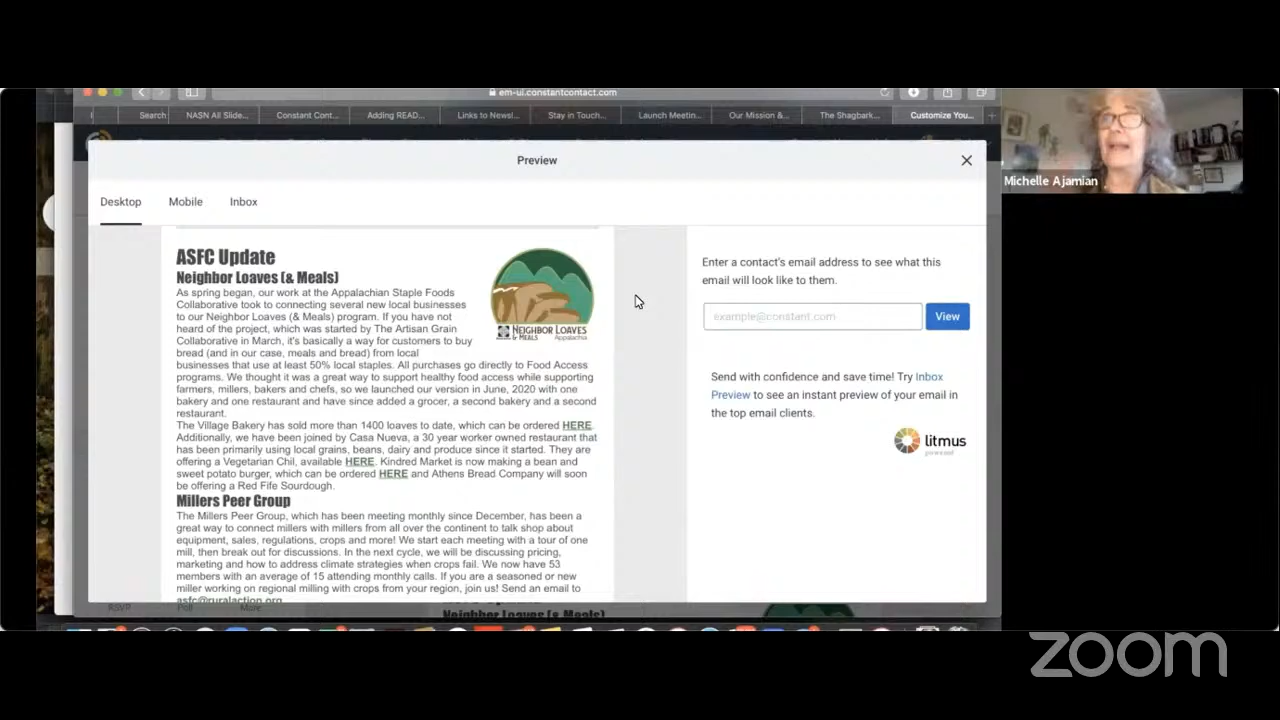 em-ui.constantcontact.com
Search
NASN All Slide...
Constant Cont...
Adding READ...
Links to Newsl...
Stay in Touch...
Launch Meetin...
Our Mission &...
The Shagbark...
Customize You...
Preview
Michelle Ajamian
Desktop
Mobile
Inbox
ASFC Update
Neighbor Loaves (& Meals)
As spring began, our work at the Appalachian Staple Foods
Collaborative took to connecting several new local businesses
to our Neighbor Loaves (& Meals) program. If you have not
heard of the project, which was started by The Artisan Grain
Collaborative in March, it's basically a way for customers to buy
bread (and in our case, meals and bread) from local
businesses that use at least 50% local staples. All purchases go directly to Food Access
programs. We thought it was a great way to support healthy food access while supporting
farmers, millers, bakers and chefs, so we launched our version in June, 2020 with one
bakery and one restaurant and have since added a grocer, a second bakery and a second
restaurant.
The Village Bakery has sold more than 1400 loaves to date, which can be ordered HERE.
Additionally, we have been joined by Casa Nueva, a 30 year worker owned restaurant that
has been primarily using local grains, beans, dairy and produce since it started. They are
offering a Vegetarian Chil, available HERE. Kindred Market is now making a bean and
sweet potato burger, which can be ordered HERE and Athens Bread Company will soon
be offering a Red Fife Sourdough.
Millers Peer Group
The Millers Peer Group, which has been meeting monthly since December, has been a
great way to connect millers with millers from all over the continent to talk shop about
equipment, sales, regulations, crops and more! We start each meeting with a tour of one
mill, then break out for discussions. In the next cycle, we will be discussing pricing,
marketing and how to address climate strategies when crops fail. We now have 53
members with an average of 15 attending monthly calls. If you are a seasoned or new
miller working on regional milling with crops from your region, join us! Send an email to
asfc@ruralaction.org
NEIGHBOR LOAVES
& MEALS Appalachia
Enter a contact's email address to see what this
email will look like to them.
example@constant.com
View
Send with confidence and save time! Try Inbox
Preview to see an instant preview of your email in
the top email clients.
litmus
powered
RSVP
Poll
More
Neighbor Loaves (& Meals)
zoom